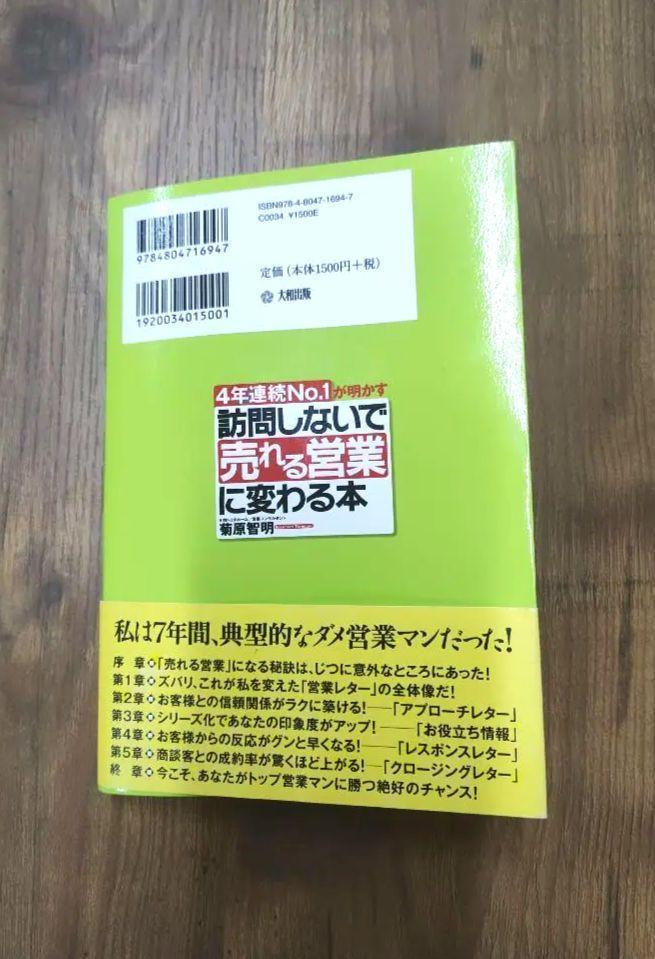 ISBN978-4-8047-1694-7
C0034 ¥1500E
9784804716947
定価（本体1500円＋税）
大和出版
1920034015001
4年連続No.1が明かす
訪問しないで
売れる営業
に変わる本
菊原智明
私は7年間、典型的なダメ営業マンだった！
序 章 「売れる営業」になる秘訣は、じつに意外なところにあった！
第1章 ズバリ、これが私を変えた「営業レター」の全体像だ！
第2章 お客様との信頼関係がラクに築ける！――「アプローチレター」
第3章 シリーズ化であなたの印象度がアップ！――「お役立ち情報」
第4章 お客様からの反応がグンと早くなる！――「レスポンスレター」
第5章 商談客との成約率が驚くほど上がる！―「クロージングレター」
終 章 今こそ、あなたがトップ営業マンに勝つ絶好のチャンス！